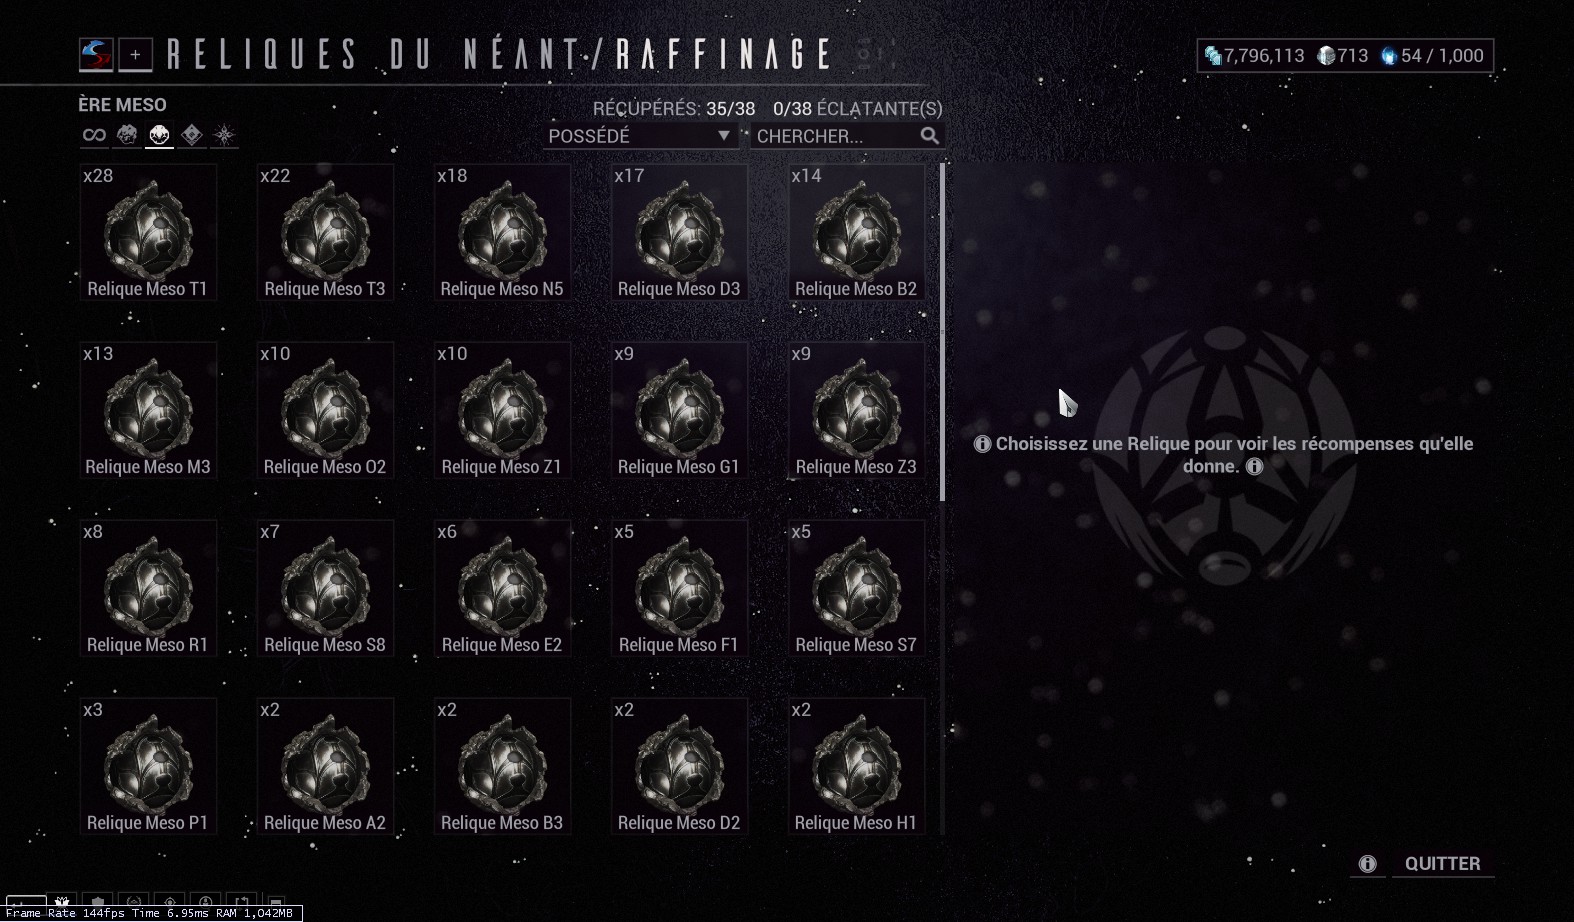 + RELIQUES DU NÉANT/RAFFINAGE
7,796,113 713 54 / 1,000
ÈRE MESO
RÉCUPÉRÉS: 35/38 0/38 ÉCLATANTE(S)
POSSÉDÉ
CHERCHER...
x28 x22 x18 x17 x14
Relique Meso T1 Relique Meso T3 Relique Meso N5 Relique Meso D3 Relique Meso B2
x13 x10 x10 x9 x9
Relique Meso M3 Relique Meso O2 Relique Meso Z1 Relique Meso G1 Relique Meso Z3
x8 x7 x6 x5 x5
Relique Meso R1 Relique Meso S8 Relique Meso E2 Relique Meso F1 Relique Meso S7
x3 x2 x2 x2 x2
Relique Meso P1 Relique Meso A2 Relique Meso B3 Relique Meso D2 Relique Meso H1
Choisissez une Relique pour voir les récompenses qu'elle
donne.
QUITTER
Frame Rate 144fps Time 6.95ms RAM 1,042MB